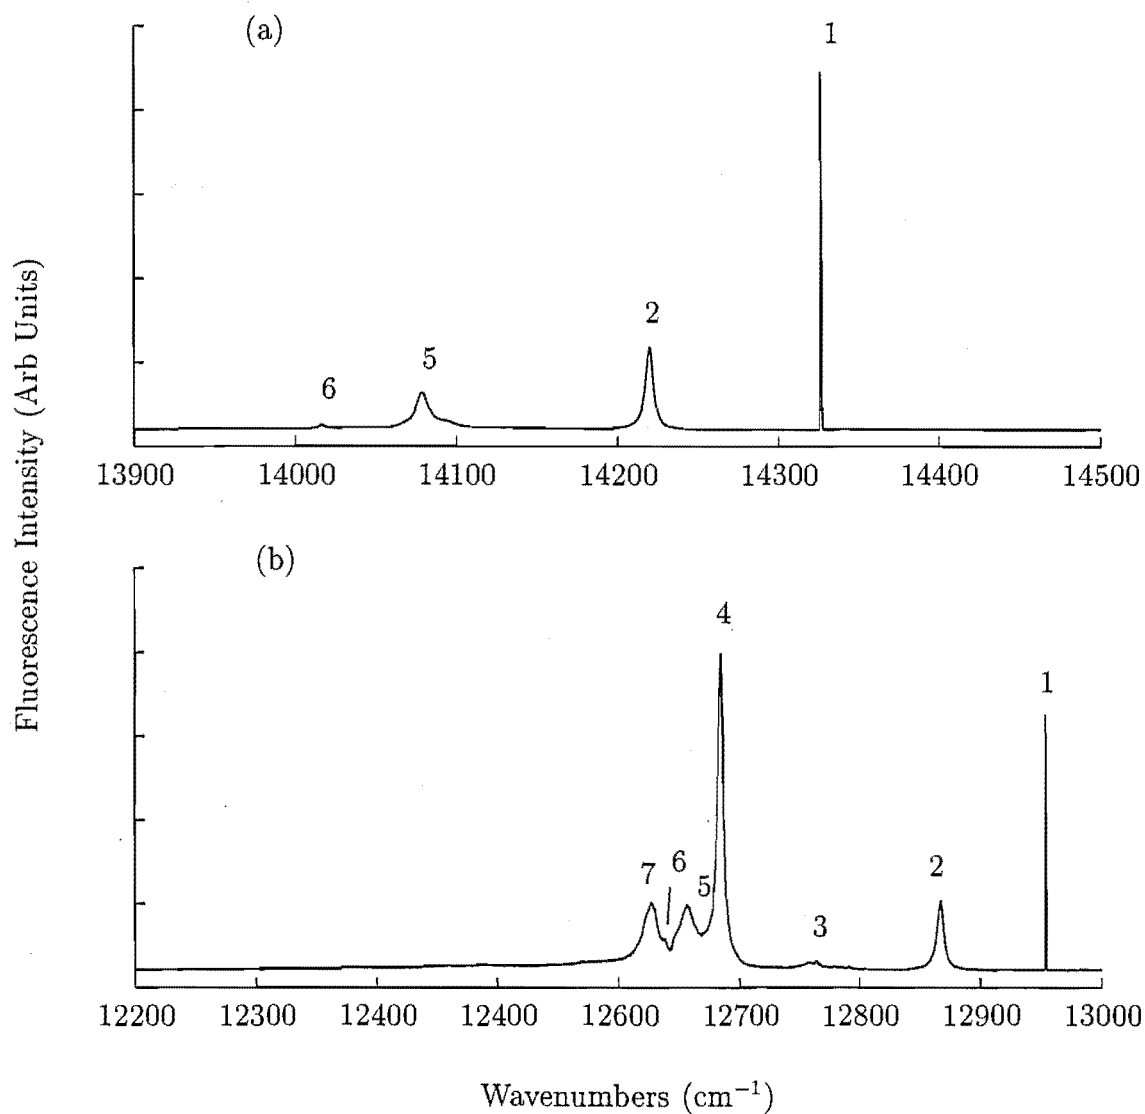 (a)
1
2
5
6
13900 14000 14100 14200 14300 14400 14500
Fluorescence Intensity (Arb Units)
(b)
4
1
7 6 5 3 2
12200 12300 12400 12400 12600 12700 12800 12900 13000
Wavenumbers (cm⁻¹)